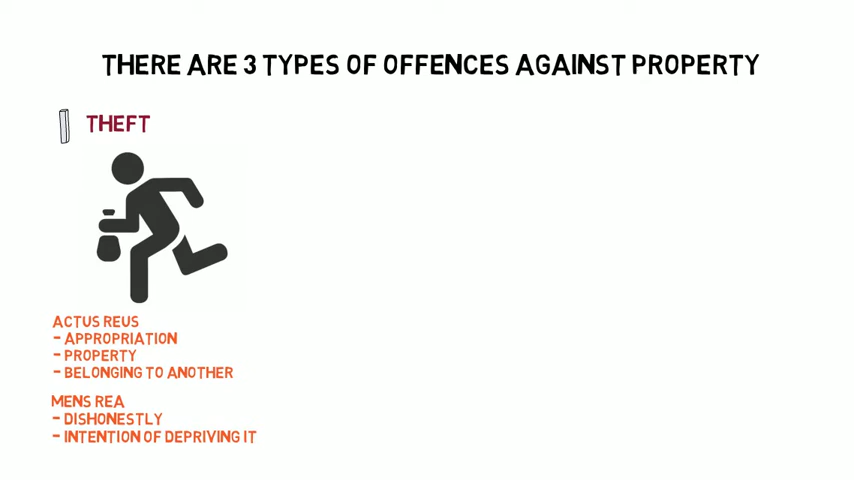 THERE ARE 3 TYPES OF OFFENCES AGAINST PROPERTY
THEFT
ACTUS REUS
- APPROPRIATION
- PROPERTY
- BELONGING TO ANOTHER
MENS REA
- DISHONESTLY
- INTENTION OF DEPRIVING IT